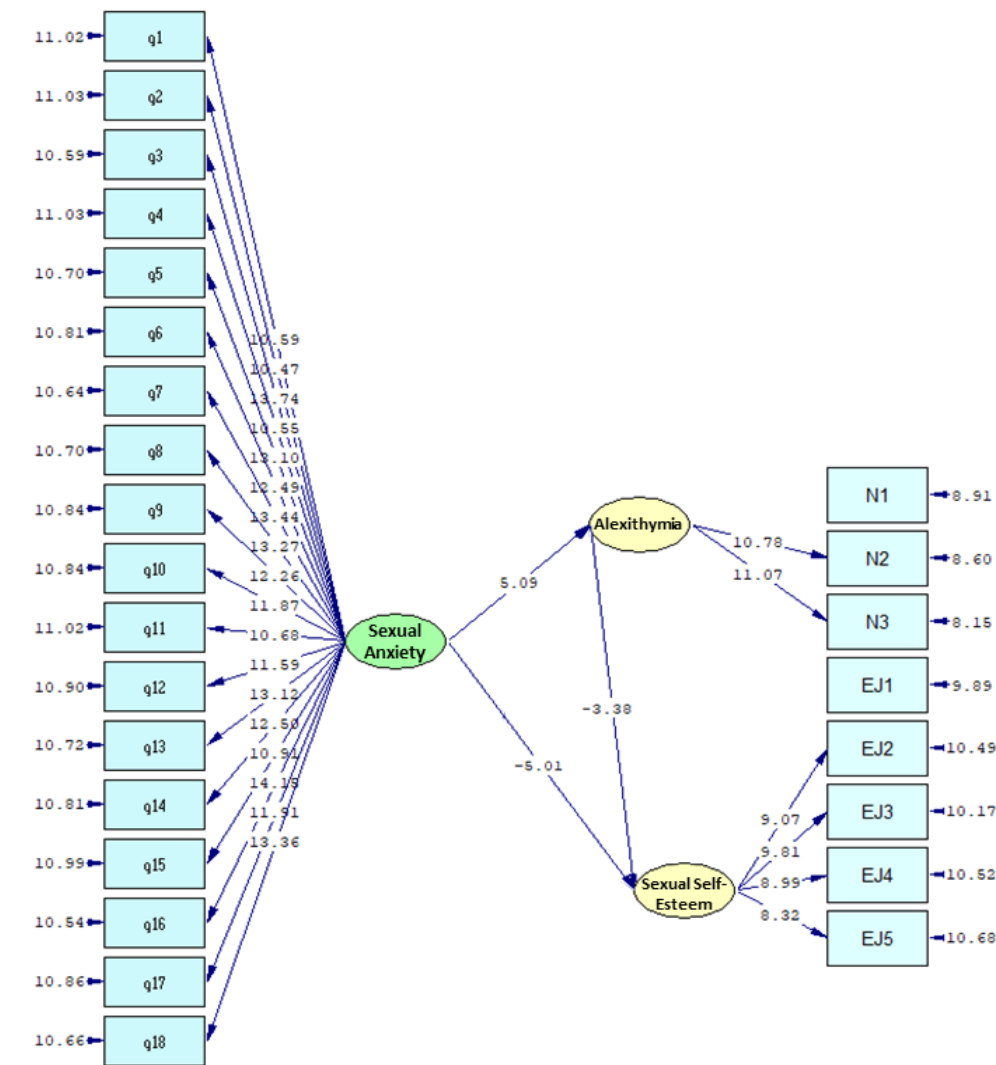 11.02 q1
11.03 q2
10.59 q3
11.03 q4
10.70 q5
10.81 q6
10.64 q7
10.70 q8
10.84 q9
10.84 q10
11.02 q11
10.90 q12
10.72 q13
10.81 q14
10.99 q15
10.54 q16
10.86 q17
10.66 q18
10.59
10.47
13.74
10.55
13.10
12.49
13.44
13.27
12.26
11.87
10.68
11.59
13.12
12.50
10.91
14.15
11.91
13.36
Sexual
Anxiety
5.09
-5.01
Alexithymia
-3.38
Sexual Self-
Esteem
10.78
11.07
9.07
9.81
8.99
8.32
N1 8.91
N2 8.60
N3 8.15
EJ1 9.89
EJ2 10.49
EJ3 10.17
EJ4 10.52
EJ5 10.68